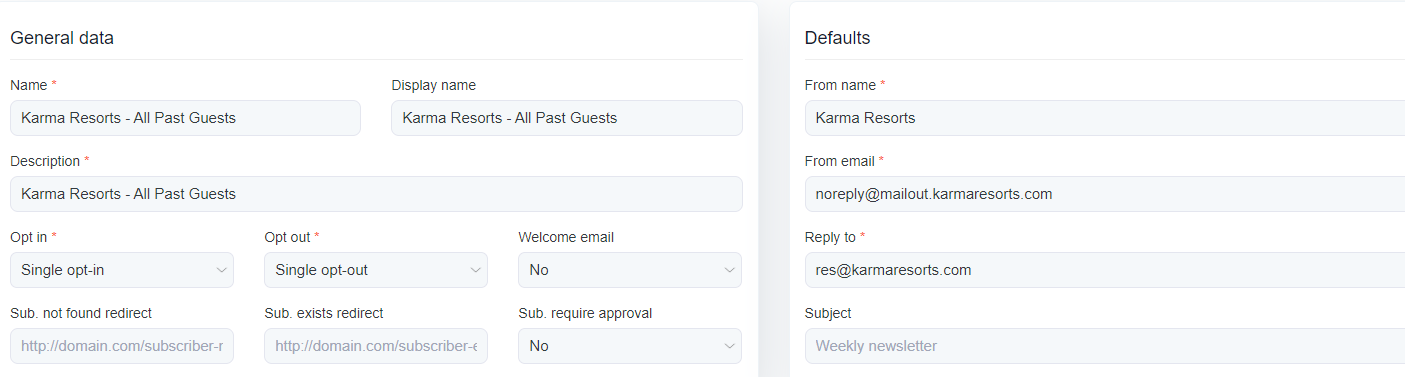 General data
Name *
Display name
Karma Resorts - All Past Guests
Karma Resorts - All Past Guests
Description *
Karma Resorts - All Past Guests
Opt in *
Opt out *
Welcome email
Single opt-in
Single opt-out
No
Sub. not found redirect
Sub. exists redirect
Sub. require approval
http://domain.com/subscriber-
http://domain.com/subscriber-
No
Defaults
From name *
Karma Resorts
From email *
noreply@mailout.karmaresorts.com
Reply to *
res@karmaresorts.com
Subject
Weekly newsletter